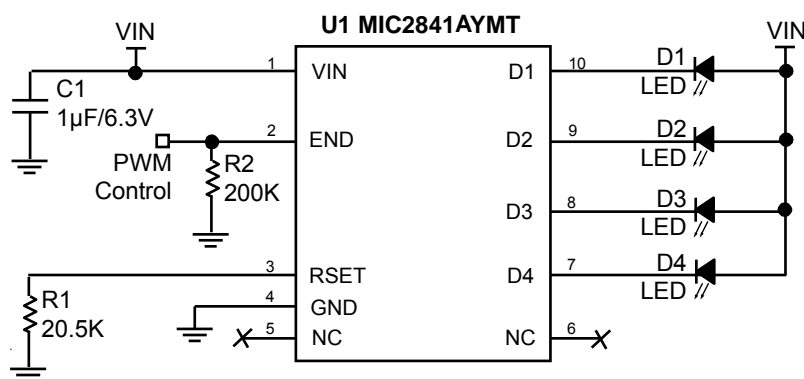 U1 MIC2841AYMT
VIN
VIN
C1
1µF/6.3V
1
VIN
D1
10
D1
LED
PWM
Control
R2
200K
2
END
D2
9
D2
LED
D3
8
D3
LED
R1
20.5K
3
RSET
D4
7
D4
LED
4
GND
5
NC
NC
6